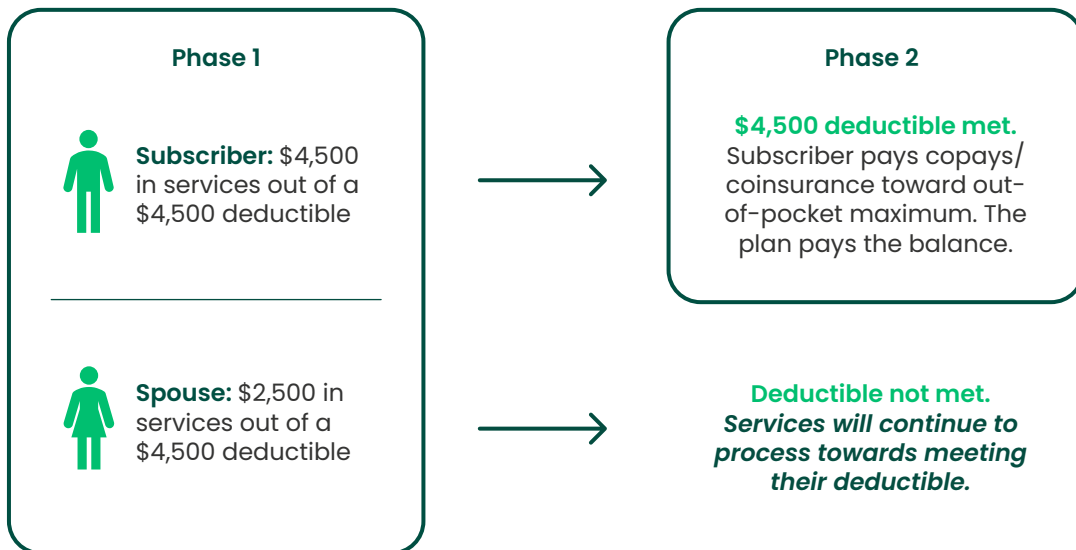 Phase 1
Subscriber: $4,500
in services out of a
$4,500 deductible
Spouse: $2,500 in
services out of a
$4,500 deductible
Phase 2
$4,500 deductible met.
Subscriber pays copays/
coinsurance toward out-
of-pocket maximum. The
plan pays the balance.
Deductible not met.
Services will continue to
process towards meeting
their deductible.